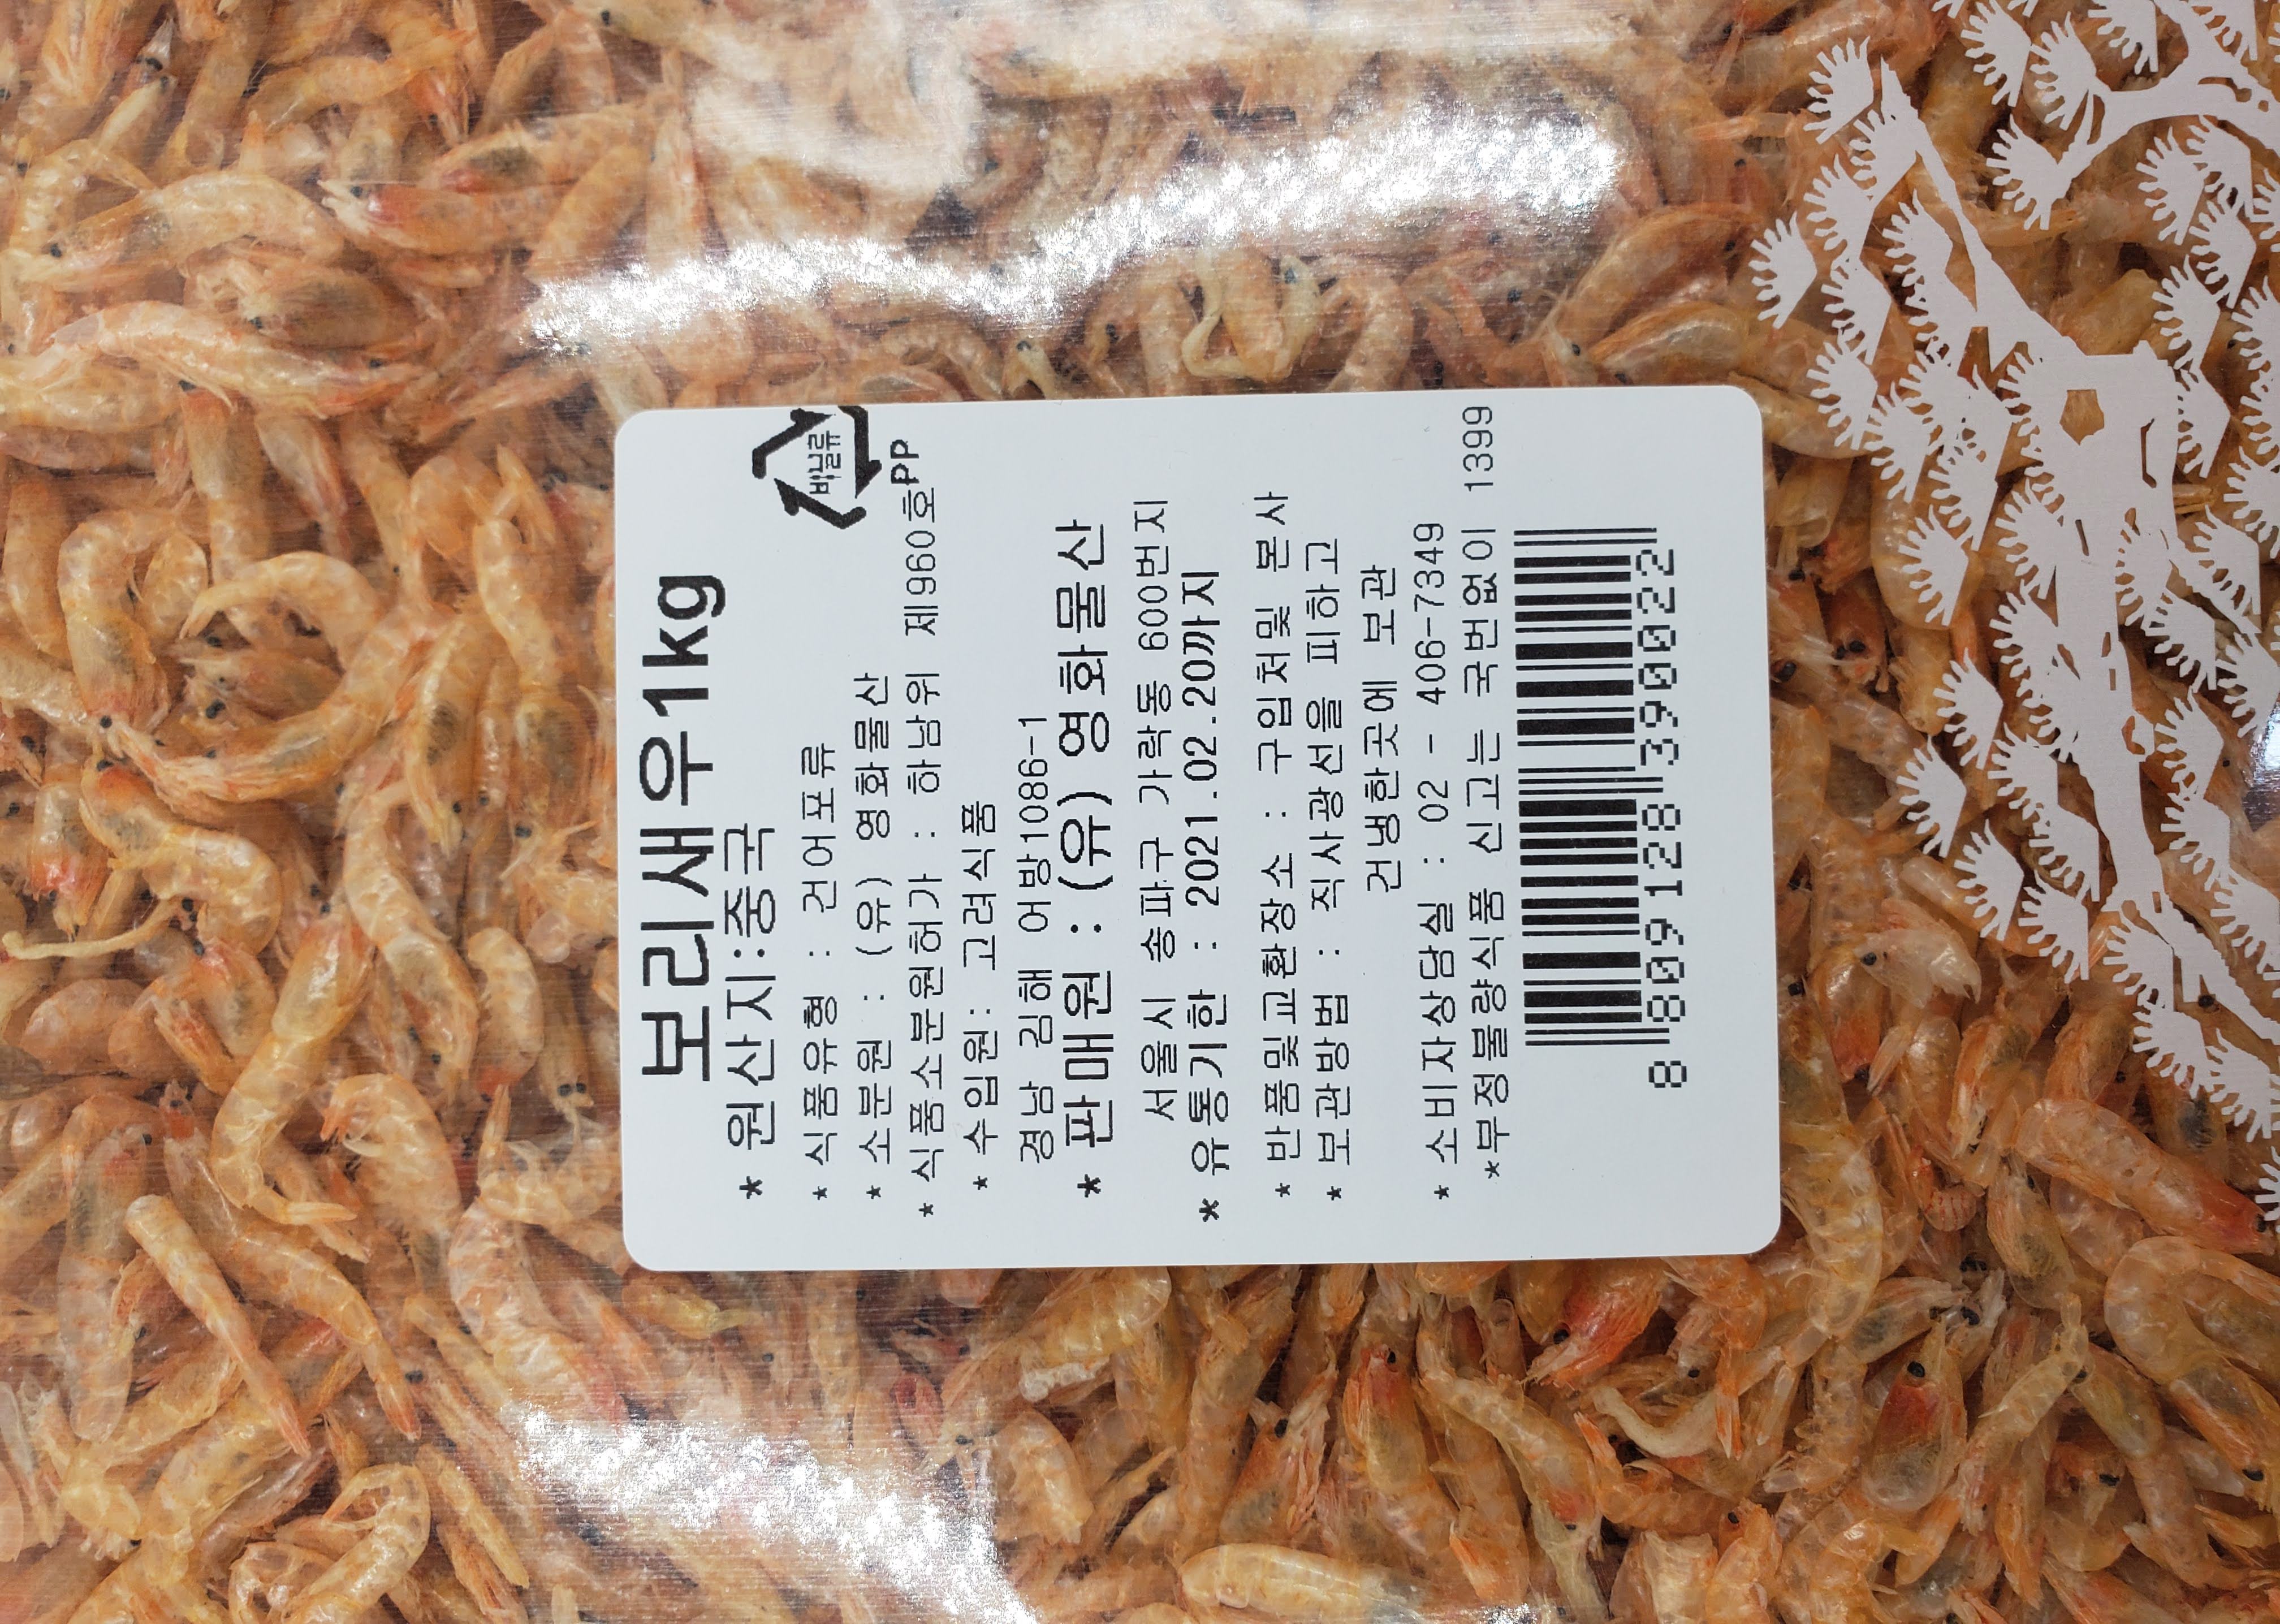 보리새우1kg
* 원산지:중국
비닐류
PP
* 식품유형 : 건어포류
* 소분원 : (유) 영화물산
* 식품소분원허가 : 하남위 제960호
* 수입원: 고려식품
경남 김해 어방1086-1
* 판매원 : (유) 영화물산
서울시 송파구 가락동 600번지
* 유통기한 : 2021.02.20까지
* 반품및교환장소 : 구입처및 본사
* 보관방법 : 직사광선을 피하고
건냉한곳에 보관
* 소비자상담실 : 02 - 406-7349
*부정불량식품 신고는 국번없이 1399
8 809128 390022